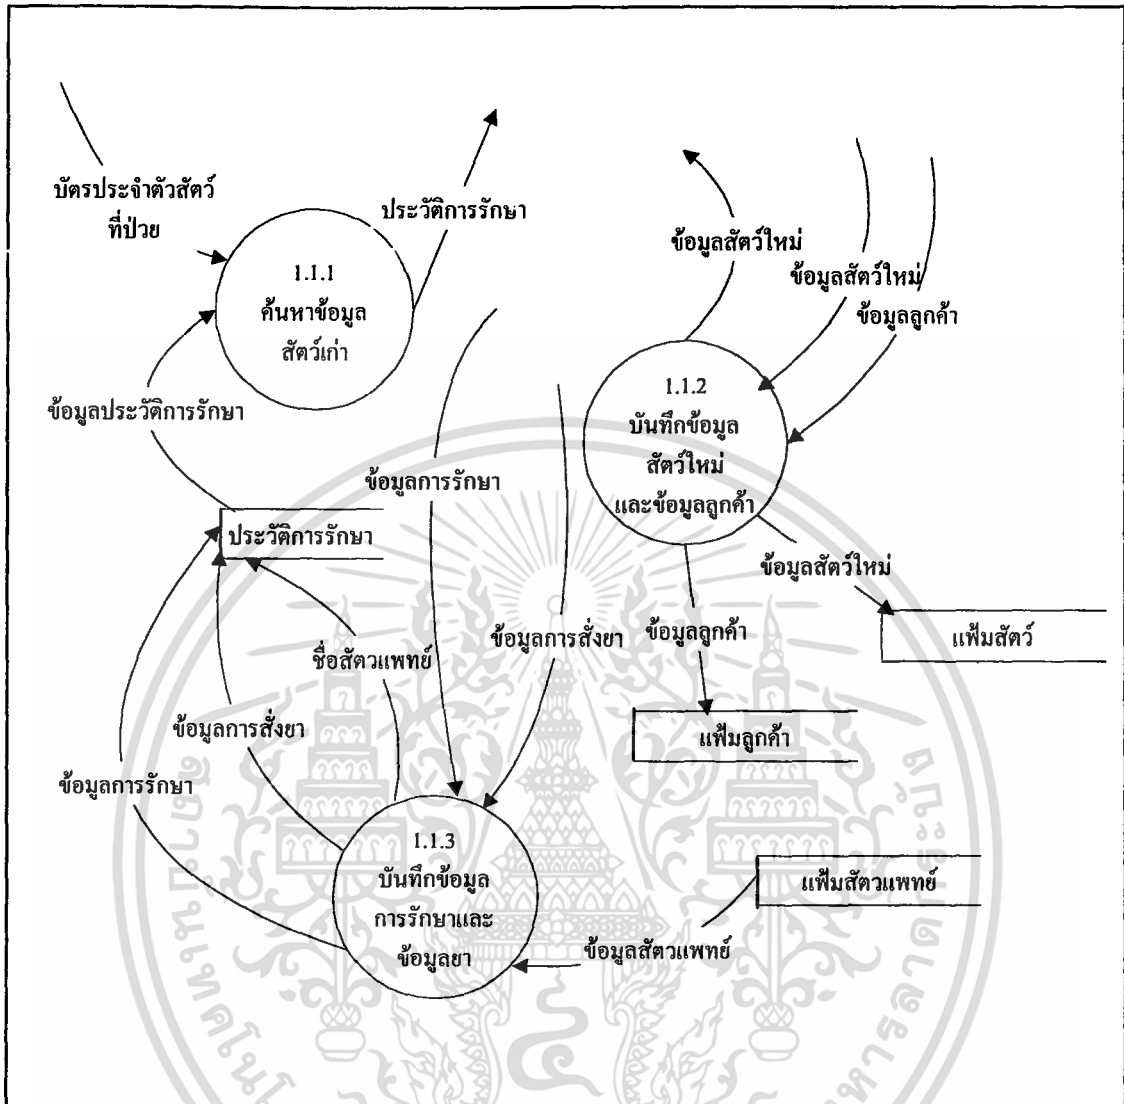 บัตรประจำตัวสัตว์
ที่ป่วย
ประวัติการรักษา
ข้อมูลสัตว์ใหม่
ข้อมูลสัตว์ใหม่
ข้อมูลลูกค้า
1.1.1
ค้นหาข้อมูล
สัตว์เก่า
1.1.2
บันทึกข้อมูล
สัตว์ใหม่
และข้อมูลลูกค้า
ข้อมูลประวัติการรักษา
ข้อมูลการรักษา
ประวัติการรักษา
ข้อมูลสัตว์ใหม่
ข้อมูลลูกค้า
แฟ้มสัตว์
ชื่อสัตวแพทย์
ข้อมูลการสั่งยา
ข้อมูลการสั่งยา
แฟ้มลูกค้า
ข้อมูลการรักษา
1.1.3
บันทึกข้อมูล
การรักษาและ
ข้อมูลยา
แฟ้มสัตวแพทย์
ข้อมูลสัตวแพทย์